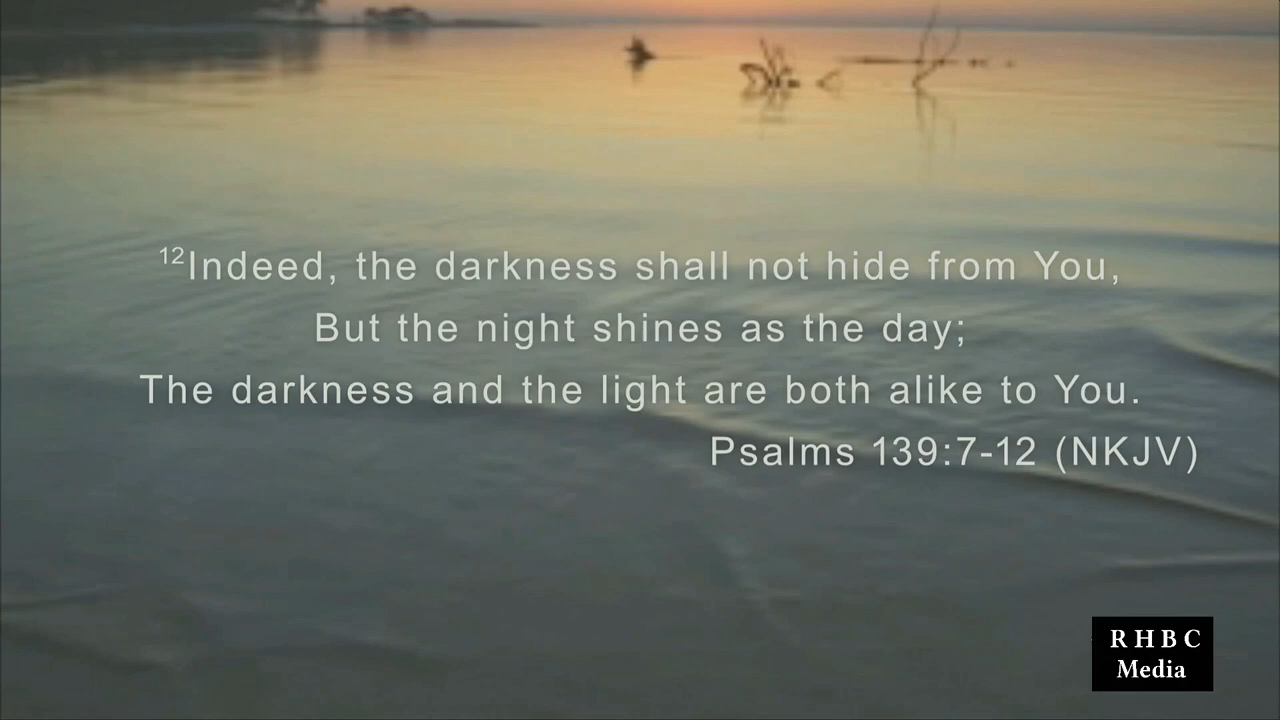 12Indeed, the darkness shall not hide from You,
But the night shines as the day;
The darkness and the light are both alike to You.
Psalms 139:7-12 (NKJV)
RHBC
Media